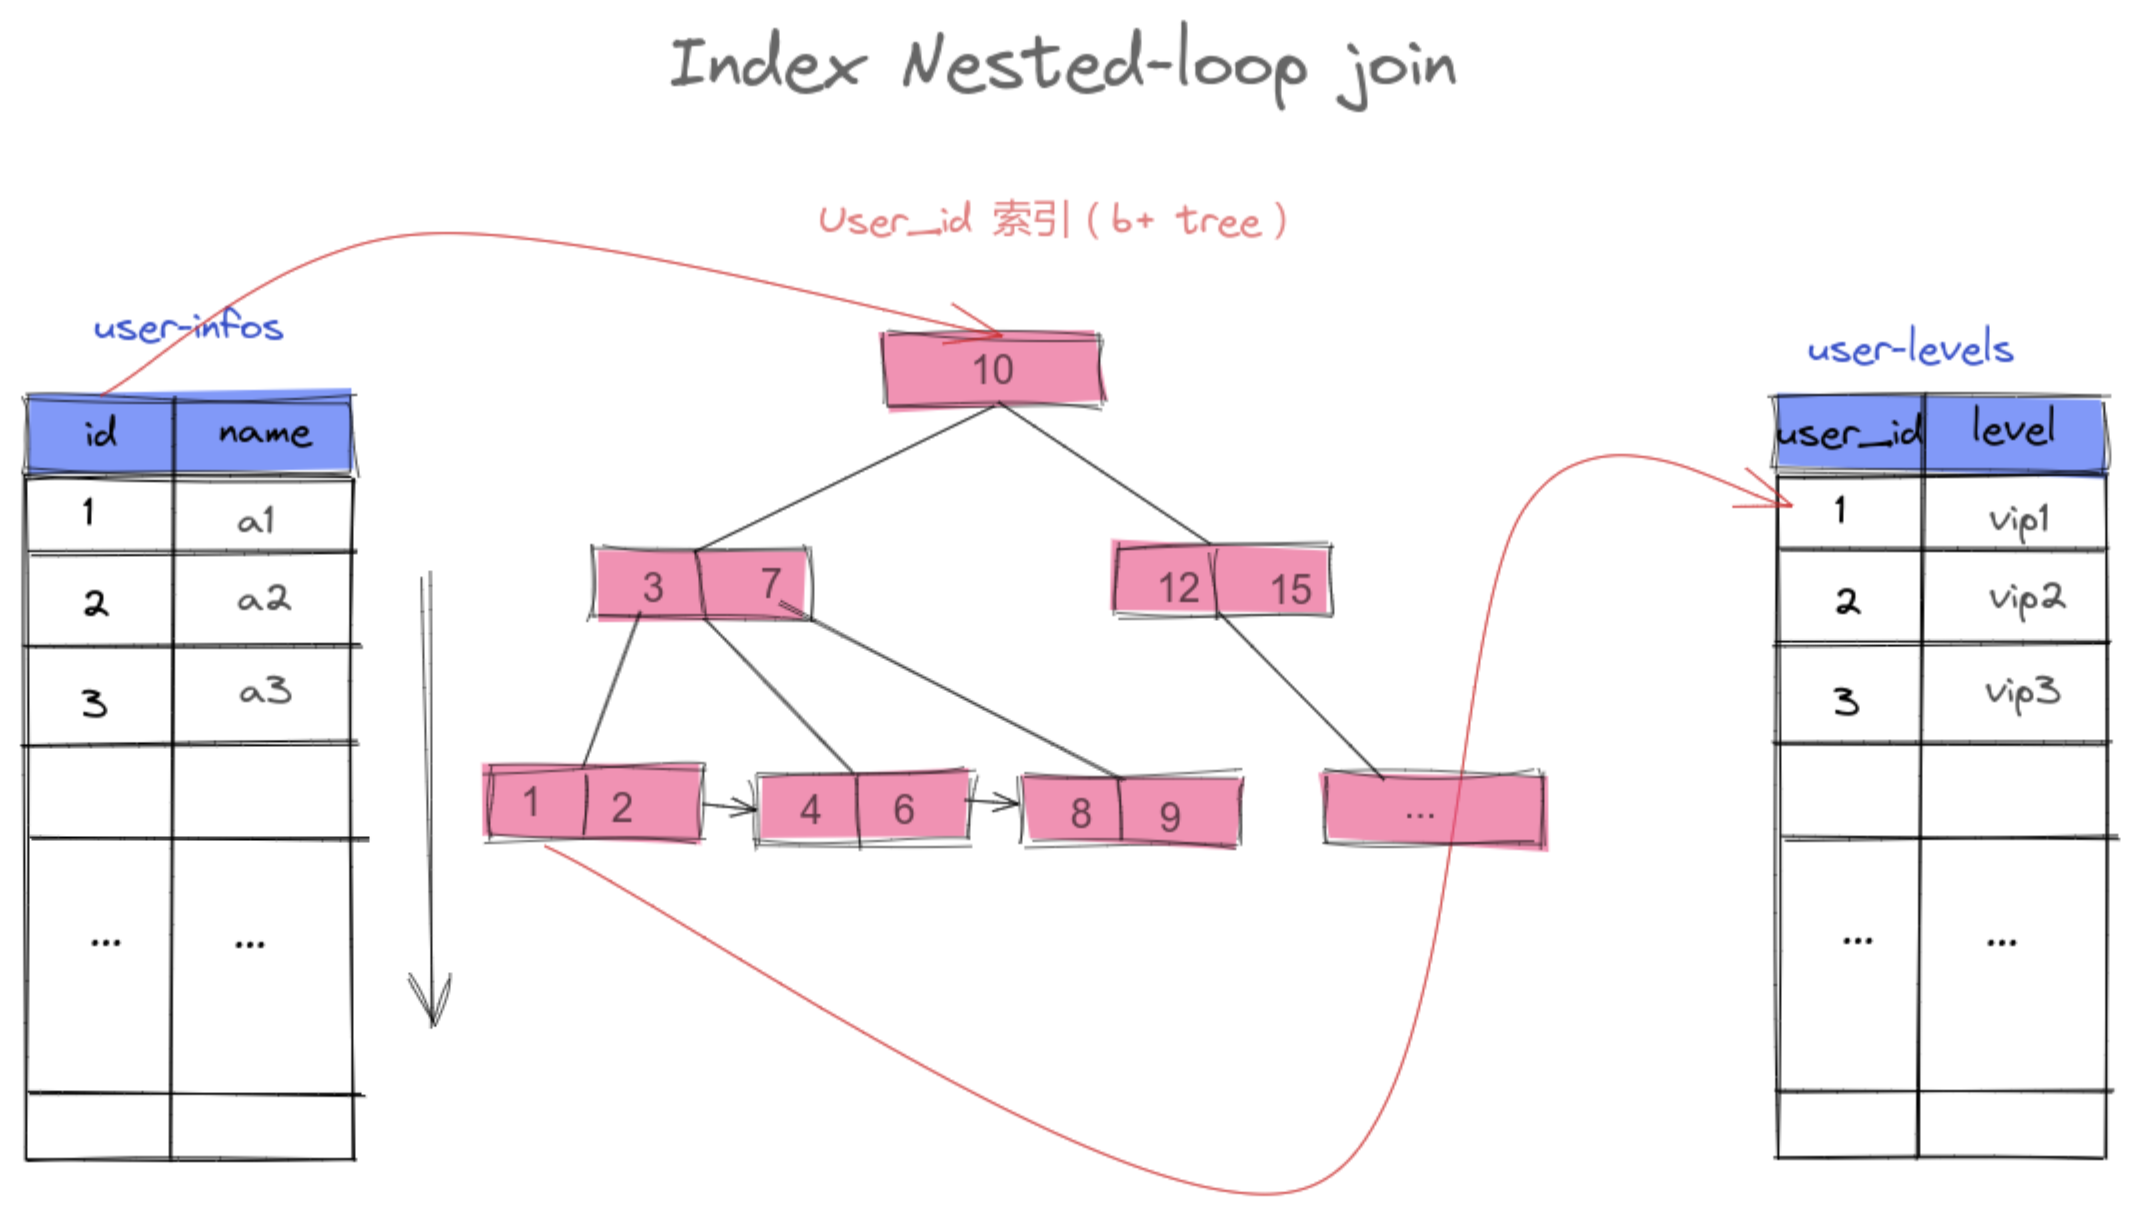 Index Nested-loop join
User_id 索引 ( b+ tree )
user-infos
id name
1 a1
2 a2
3 a3
... ...
10
3 7
12 15
1 2
4 6
8 9
...
user-levels
user_id level
1 vip1
2 vip2
3 vip3
... ...